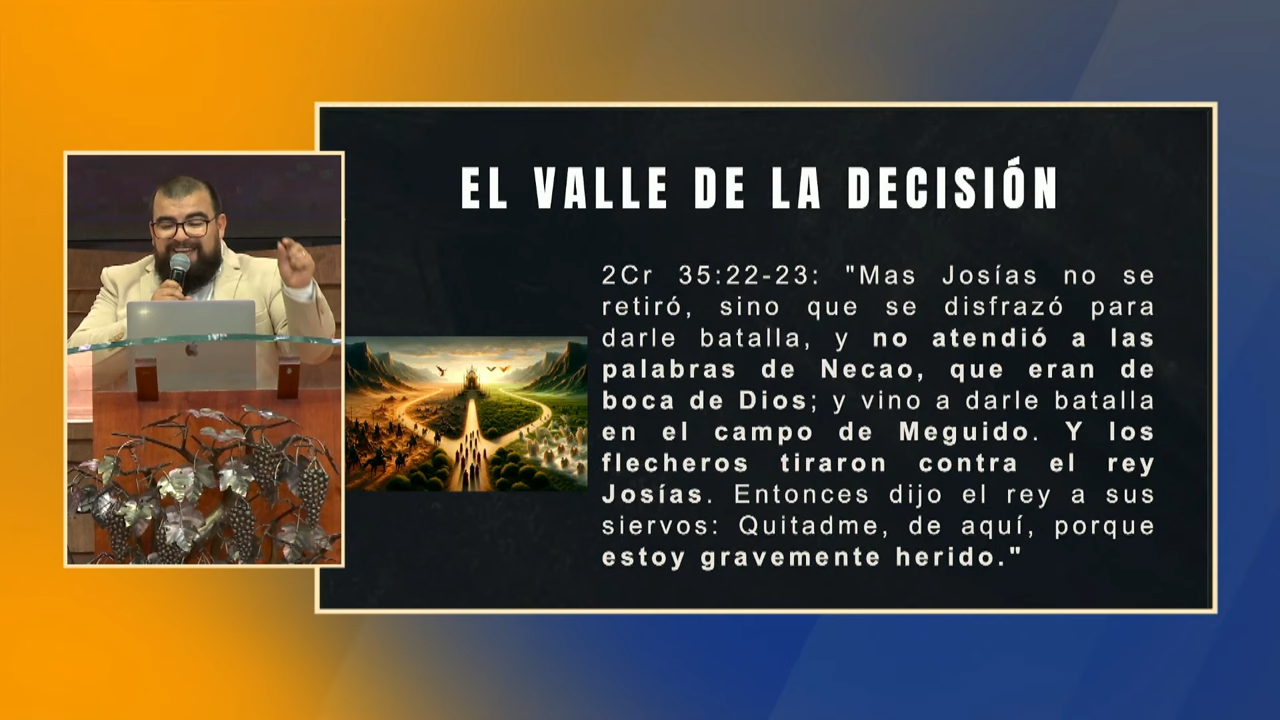 EL VALLE DE LA DECISIÓN
2Cr 35:22-23: "Mas Josías no se
retiró, sino que se disfrazó para
darle batalla, y no atendió a las
palabras de Necao, que eran de
boca de Dios; y vino a darle batalla
en el campo de Meguido. Y los
flecheros tiraron contra el rey
Josías. Entonces dijo el rey a sus
siervos: Quitadme, de aquí, porque
estoy gravemente herido."